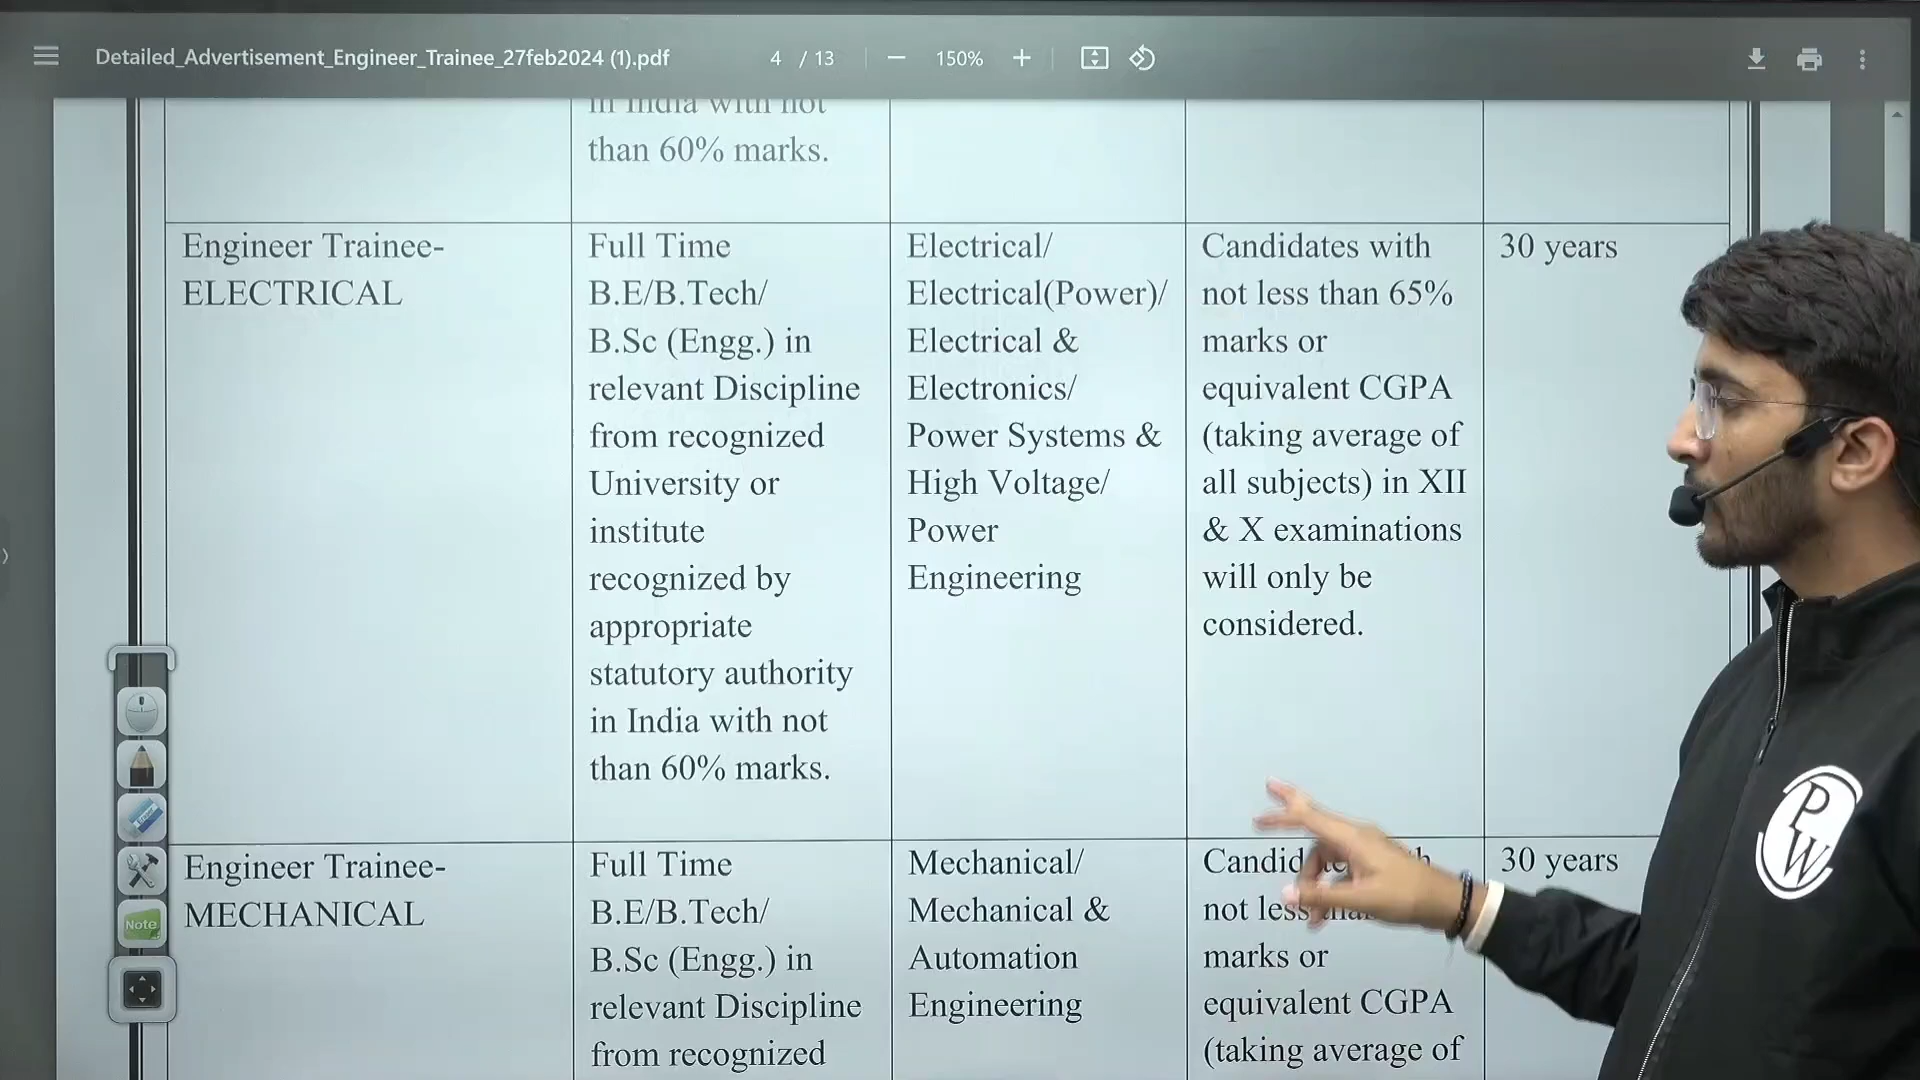 Detailed_Advertisement_Engineer_Trainee_27feb2024 (1).pdf
4 / 13
150%
in India with not
than 60% marks.
Engineer Trainee-
ELECTRICAL
Full Time
B.E/B.Tech/
B.Sc (Engg.) in
relevant Discipline
from recognized
University or
institute
recognized by
appropriate
statutory authority
in India with not
than 60% marks.
Electrical/
Electrical(Power)/
Electrical &
Electronics/
Power Systems &
High Voltage/
Power
Engineering
Candidates with
not less than 65%
marks or
equivalent CGPA
(taking average of
all subjects) in XII
& X examinations
will only be
considered.
30 years
Engineer Trainee-
MECHANICAL
Full Time
B.E/B.Tech/
B.Sc (Engg.) in
relevant Discipline
from recognized
Mechanical/
Mechanical &
Automation
Engineering
not less
marks or
equivalent CGPA
(taking average of
30 years
Note
PW